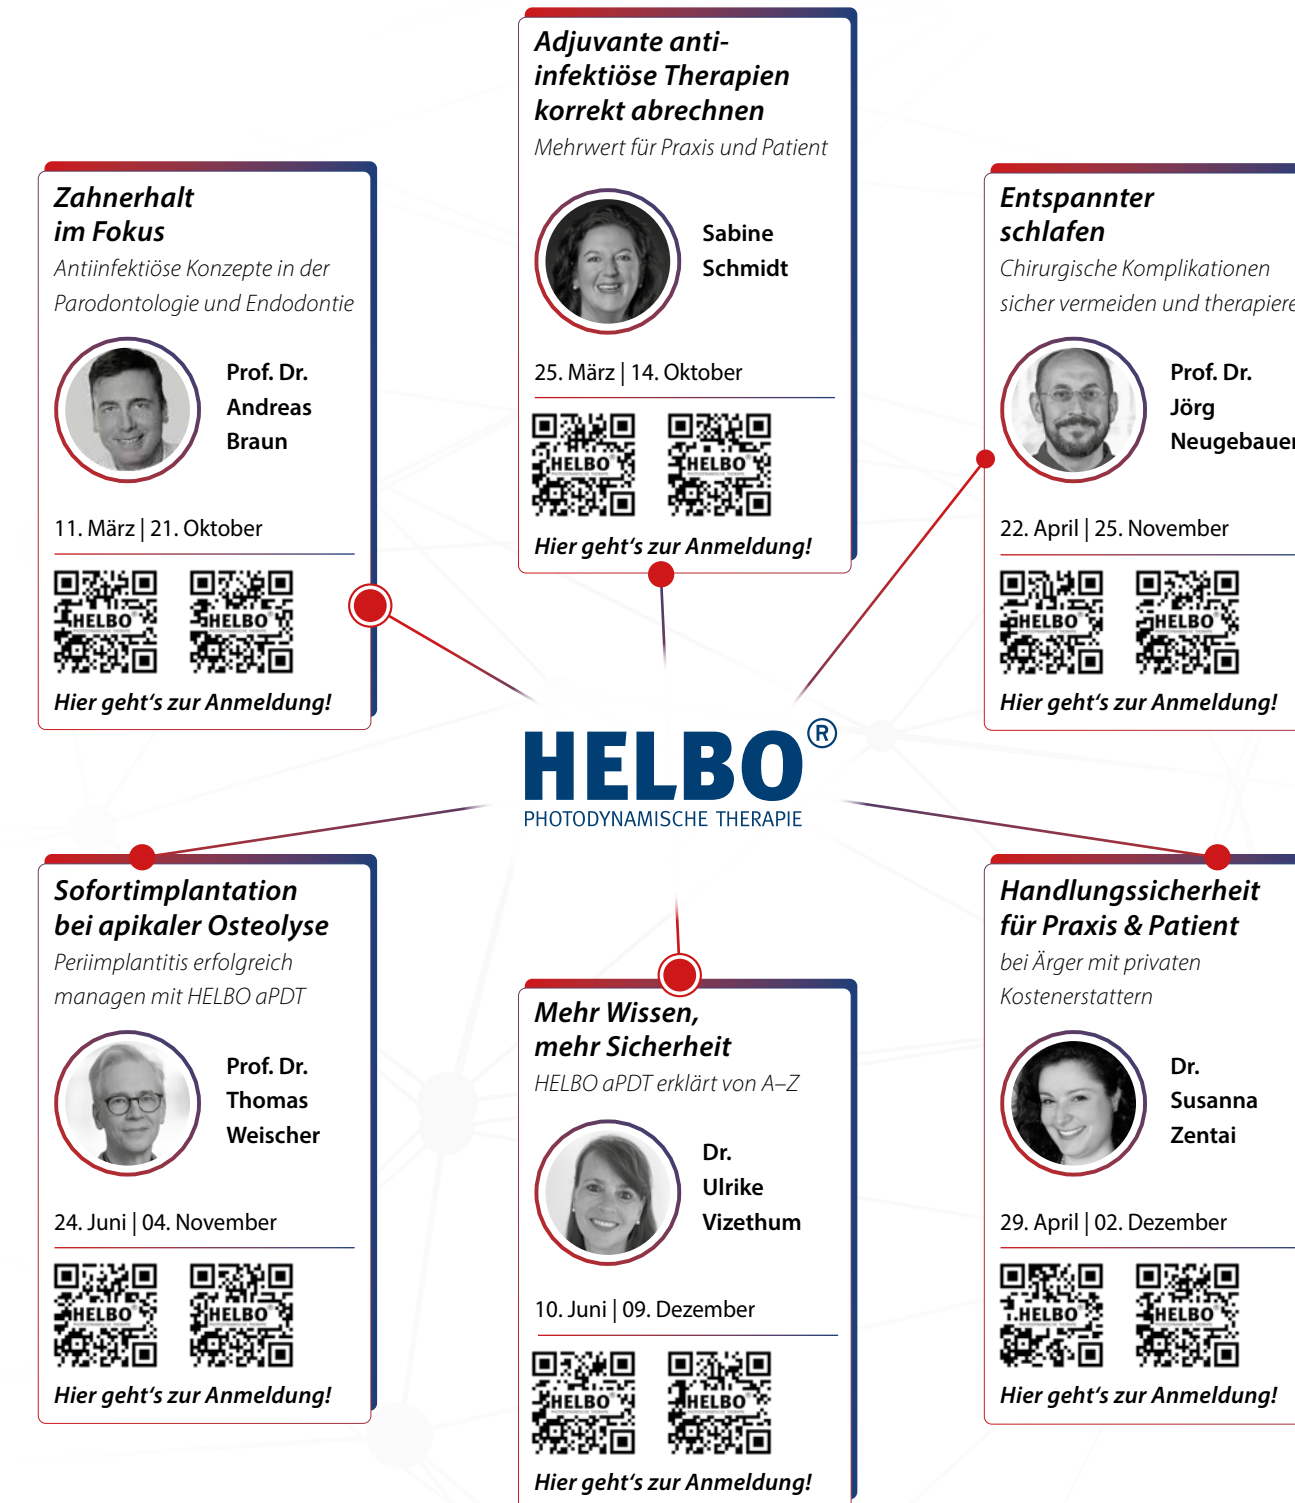 Adjuvante anti-
infektiöse Therapien
korrekt abrechnen
Mehrwert für Praxis und Patient
Sabine
Schmidt
25. März | 14. Oktober
HELBO®
HELBO®
Hier geht‘s zur Anmeldung!
Zahnerhalt
im Fokus
Antiinfektiöse Konzepte in der
Parodontologie und Endodontie
Prof. Dr.
Andreas
Braun
11. März | 21. Oktober
HELBO®
HELBO®
Hier geht‘s zur Anmeldung!
Entspannter
schlafen
Chirurgische Komplikationen
sicher vermeiden und therapiere
Prof. Dr.
Jörg
Neugebauer
22. April | 25. November
HELBO®
HELBO®
Hier geht‘s zur Anmeldung!
HELBO®
PHOTODYNAMISCHE THERAPIE
Sofortimplantation
bei apikaler Osteolyse
Periimplantitis erfolgreich
managen mit HELBO aPDT
Prof. Dr.
Thomas
Weischer
24. Juni | 04. November
HELBO®
HELBO®
Hier geht‘s zur Anmeldung!
Mehr Wissen,
mehr Sicherheit
HELBO aPDT erklärt von A–Z
Dr.
Ulrike
Vizethum
10. Juni | 09. Dezember
HELBO®
HELBO®
Hier geht‘s zur Anmeldung!
Handlungssicherheit
für Praxis & Patient
bei Ärger mit privaten
Kostenerstattern
Dr.
Susanna
Zentai
29. April | 02. Dezember
HELBO®
HELBO®
Hier geht‘s zur Anmeldung!